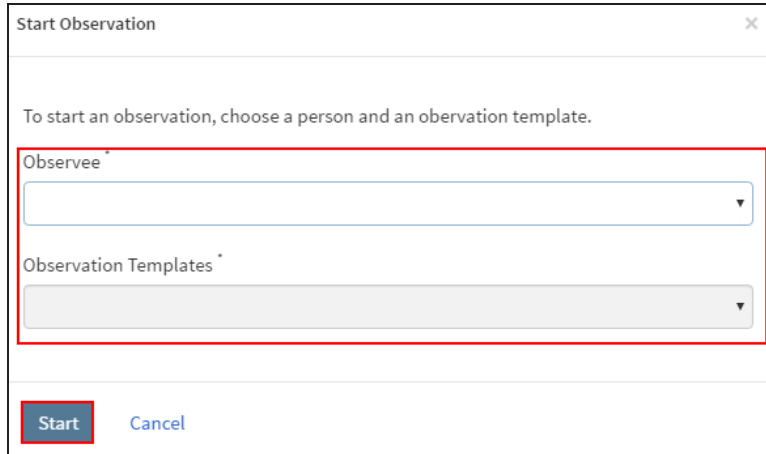 Start Observation ×
To start an observation, choose a person and an obervation template.
Observee *
Observation Templates *
Start Cancel